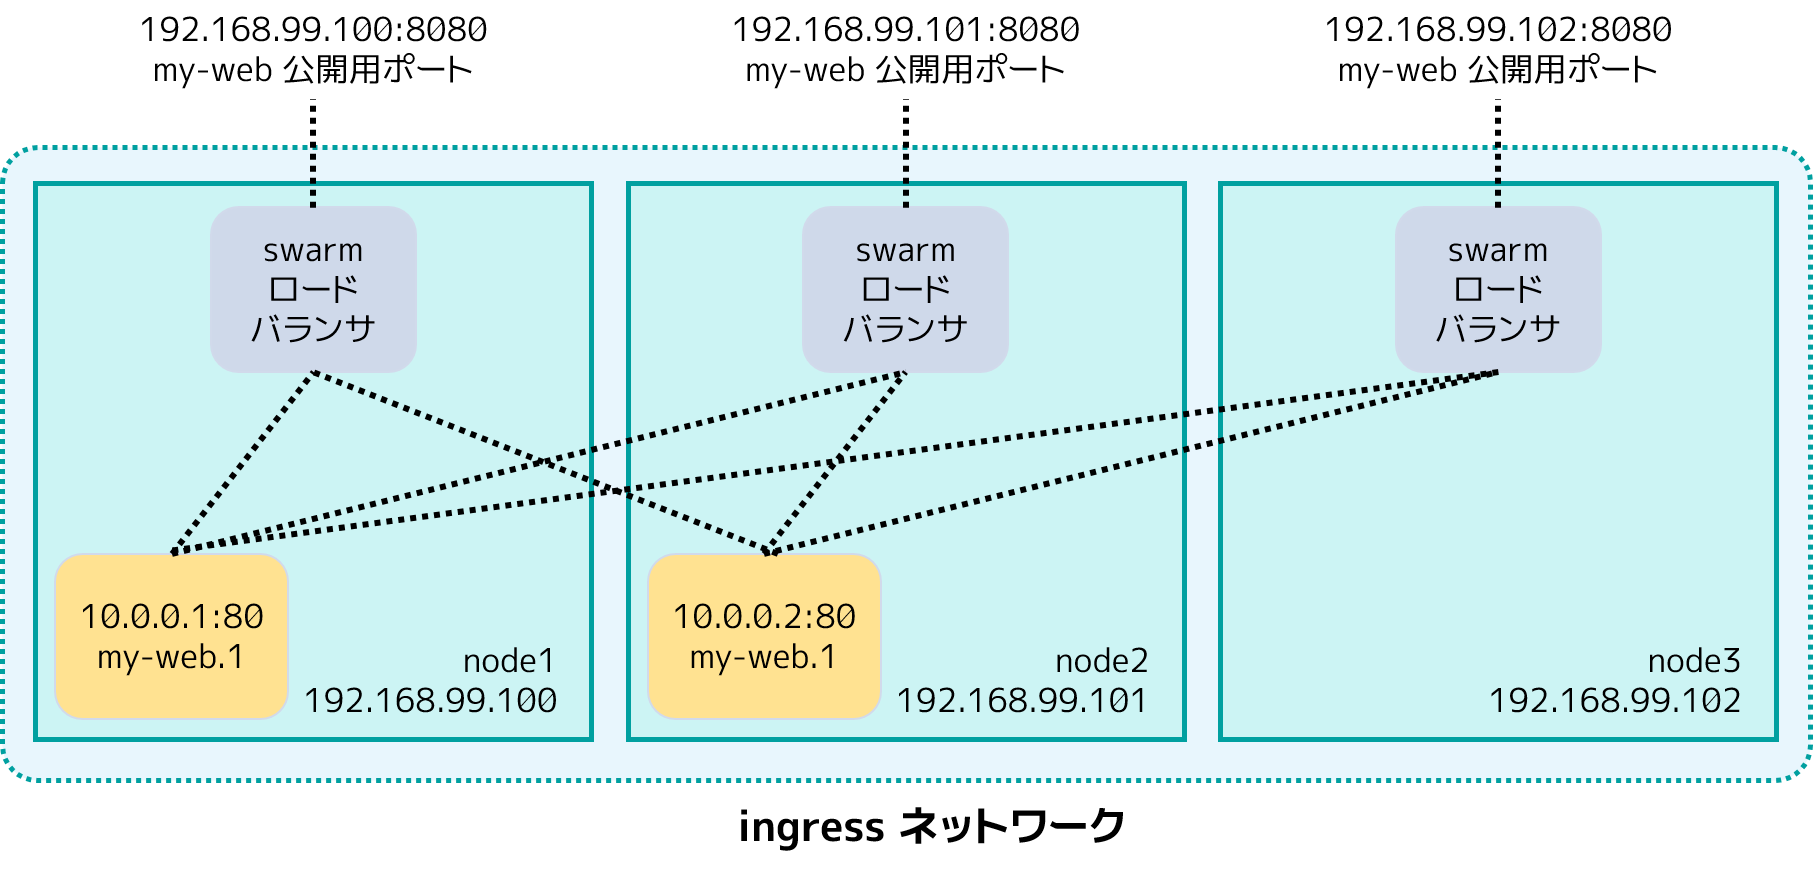 192.168.99.100:8080
my-web 公開用ポート
192.168.99.101:8080
my-web 公開用ポート
192.168.99.102:8080
my-web 公開用ポート
swarm
ロード
バランサ
swarm
ロード
バランサ
swarm
ロード
バランサ
10.0.0.1:80
my-web.1
node1
192.168.99.100
10.0.0.2:80
my-web.1
node2
192.168.99.101
node3
192.168.99.102
ingress ネットワーク